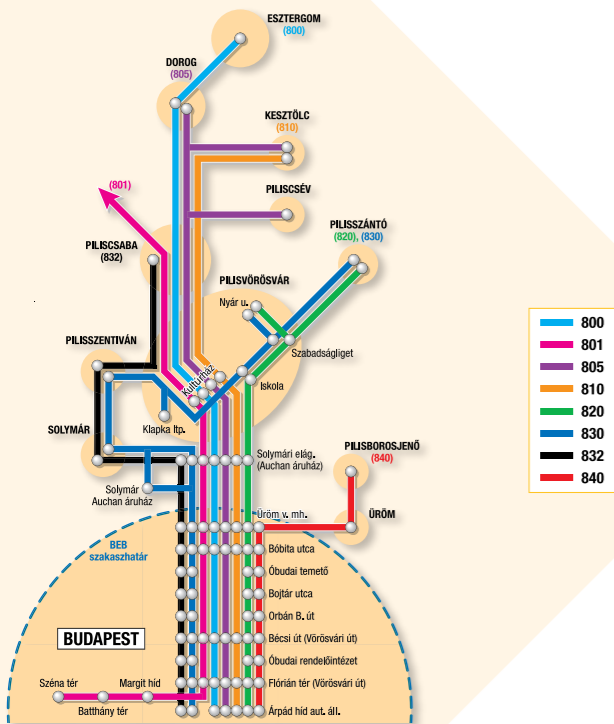 ESZTERGOM
(800)
DOROG
(805)
KESZTÖLC
(810)
(801)
PILISCSÉV
PILISCSABA
(832)
PILISSZÁNTÓ
(820), (830)
PILISVÖRÖSVÁR
Nyár u.
Szabadságliget
PILISSZENTIVÁN
Kultúrház
Iskola
Klapka ltp.
SOLYMÁR
Solymári elág.
(Auchan áruház)
Solymár
Auchan áruház
PILISBOROSJENŐ
(840)
ÜRÖM
Üröm v. mh.
BEB
szakaszhatár
Bóbita utca
Óbudai temető
Bojtár utca
Orbán B. út
BUDAPEST
Bécsi út (Vörösvári út)
Óbudai rendelőintézet
Széna tér
Margit híd
Flórián tér (Vörösvári út)
Batthány tér
Árpád híd aut. áll.
800
801
805
810
820
830
832
840